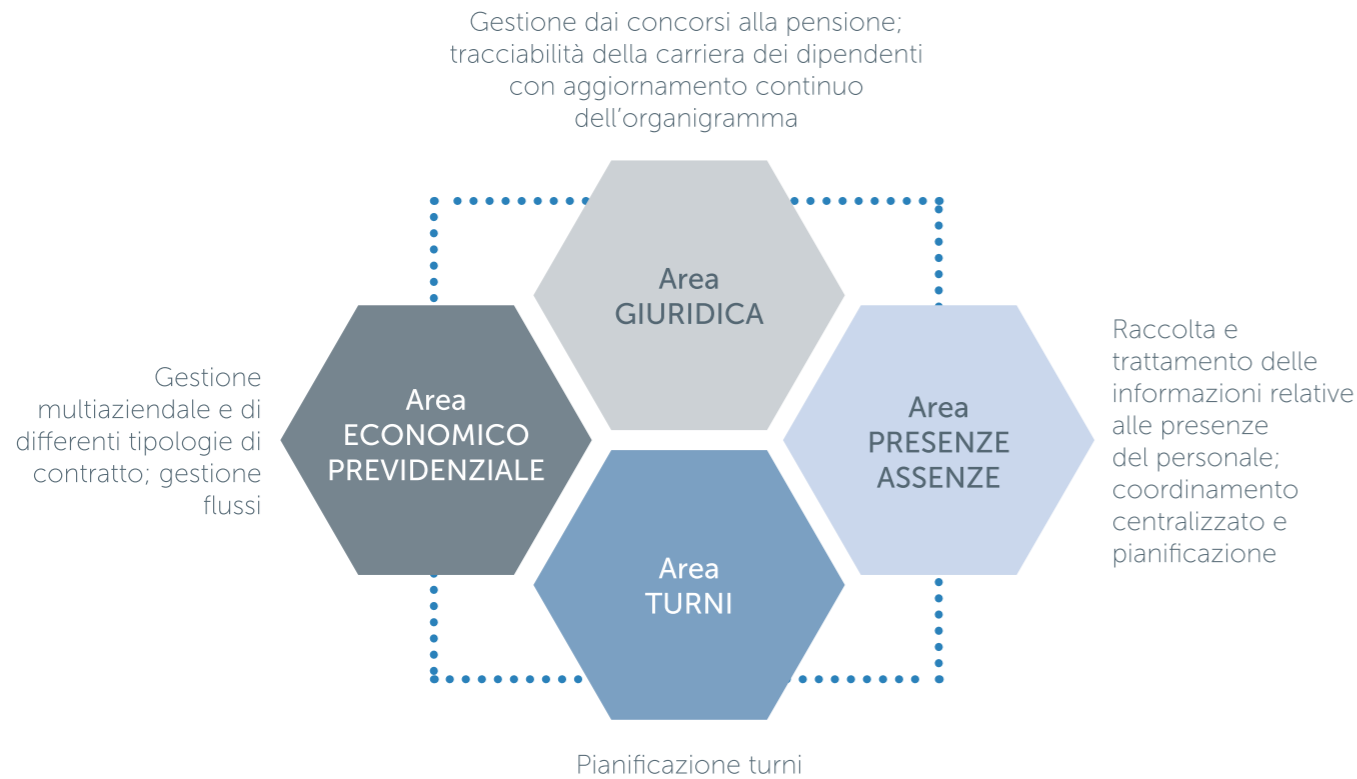 Gestione dai concorsi alla pensione;
tracciabilità della carriera dei dipendenti
con aggiornamento continuo
dell’organigramma
Area
GIURIDICA
Gestione
multiaziendale e di
differenti tipologie di
contratto; gestione
flussi
Area
ECONOMICO
PREVIDENZIALE
Area
PRESENZE
ASSENZE
Raccolta e
trattamento delle
informazioni relative
alle presenze
del personale;
coordinamento
centralizzato e
pianificazione
Area
TURNI
Pianificazione turni